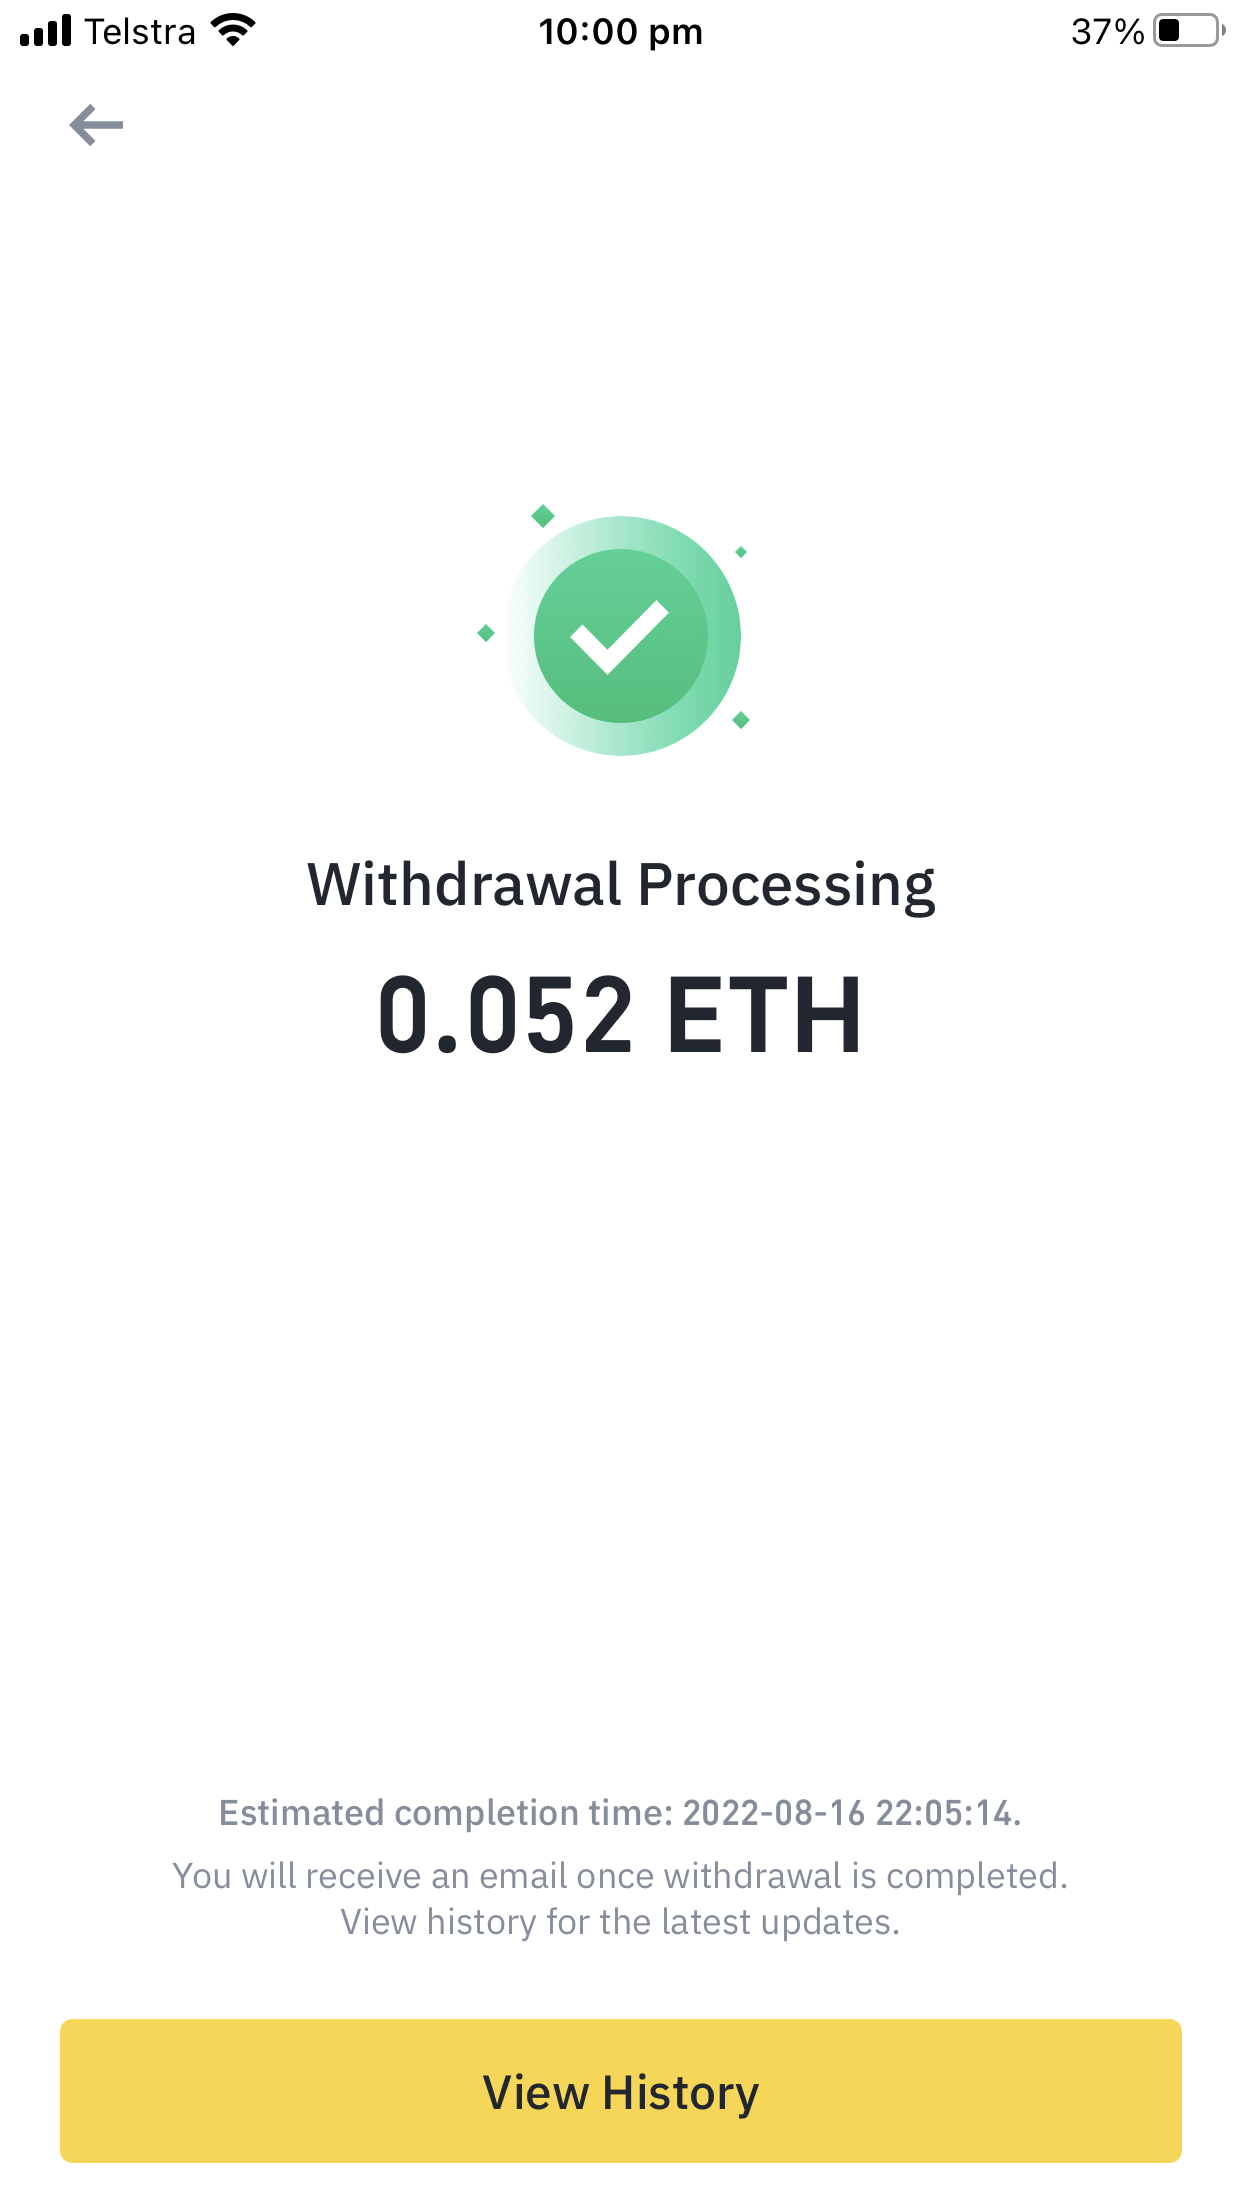 Telstra 10:00 pm 37%
Withdrawal Processing
0.052 ETH
Estimated completion time: 2022-08-16 22:05:14.
You will receive an email once withdrawal is completed.
View history for the latest updates.
View History